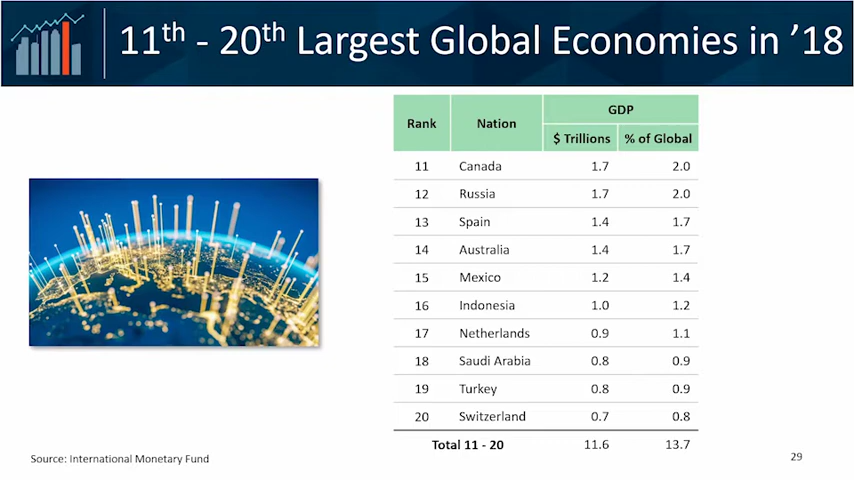 11th - 20th Largest Global Economies in ’18
Rank Nation GDP
$ Trillions % of Global
11 Canada 1.7 2.0
12 Russia 1.7 2.0
13 Spain 1.4 1.7
14 Australia 1.4 1.7
15 Mexico 1.2 1.4
16 Indonesia 1.0 1.2
17 Netherlands 0.9 1.1
18 Saudi Arabia 0.8 0.9
19 Turkey 0.8 0.9
20 Switzerland 0.7 0.8
Total 11 - 20 11.6 13.7
Source: International Monetary Fund
29